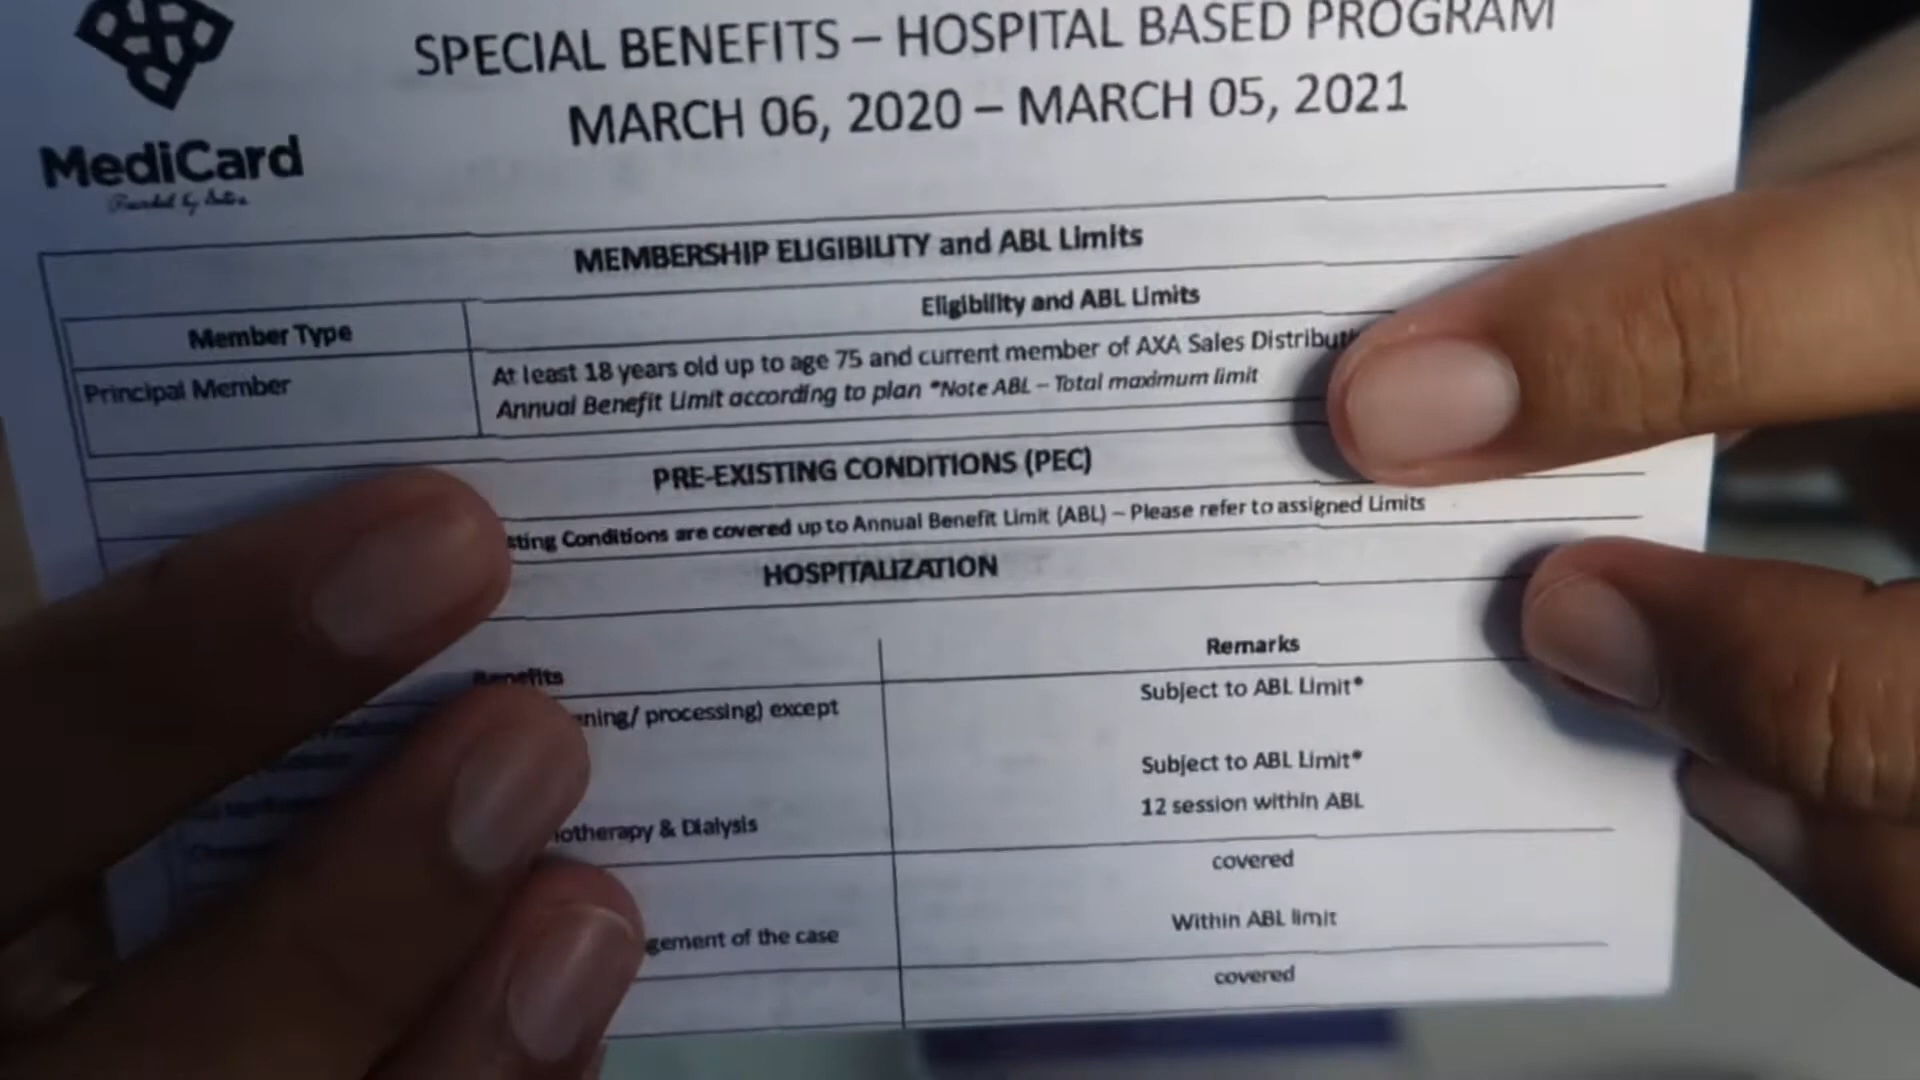 SPECIAL BENEFITS – HOSPITAL BASED PROGRAM
MARCH 06, 2020 – MARCH 05, 2021
MediCard
MEMBERSHIP ELIGIBILITY and ABL Limits
Member Type
Eligibility and ABL Limits
Principal Member
At least 18 years old up to age 75 and current member of AXA Sales
Annual Benefit Limit according to plan *Note ABL – Total maximum limit
PRE-EXISTING CONDITIONS (PEC)
Conditions are covered up to Annual Benefit Limit (ABL) – Please refer to assigned Limits
HOSPITALIZATION
Benefits
Remarks
processing) except
Subject to ABL Limit*
Subject to ABL Limit*
& Dialysis
12 session within ABL
covered
of the case
Within ABL limit
covered